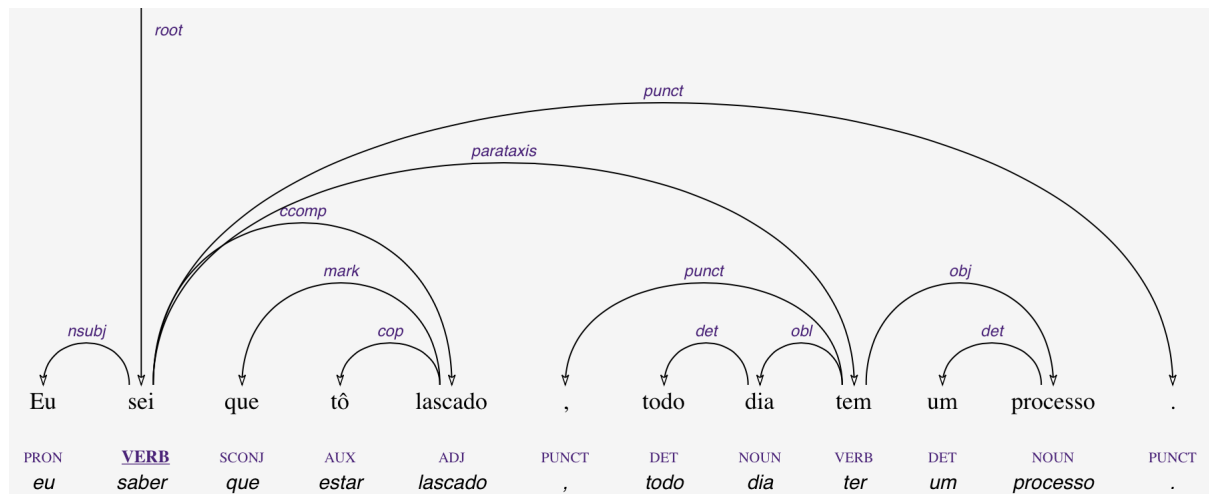 root
punct
parataxis
ccomp
mark punct obj
nsubj cop det obl det
Eu sei que tô lascado , todo dia tem um processo .
PRON VERB SCONJ AUX ADJ PUNCT DET NOUN VERB DET NOUN PUNCT
eu saber que estar lascado , todo dia ter um processo .